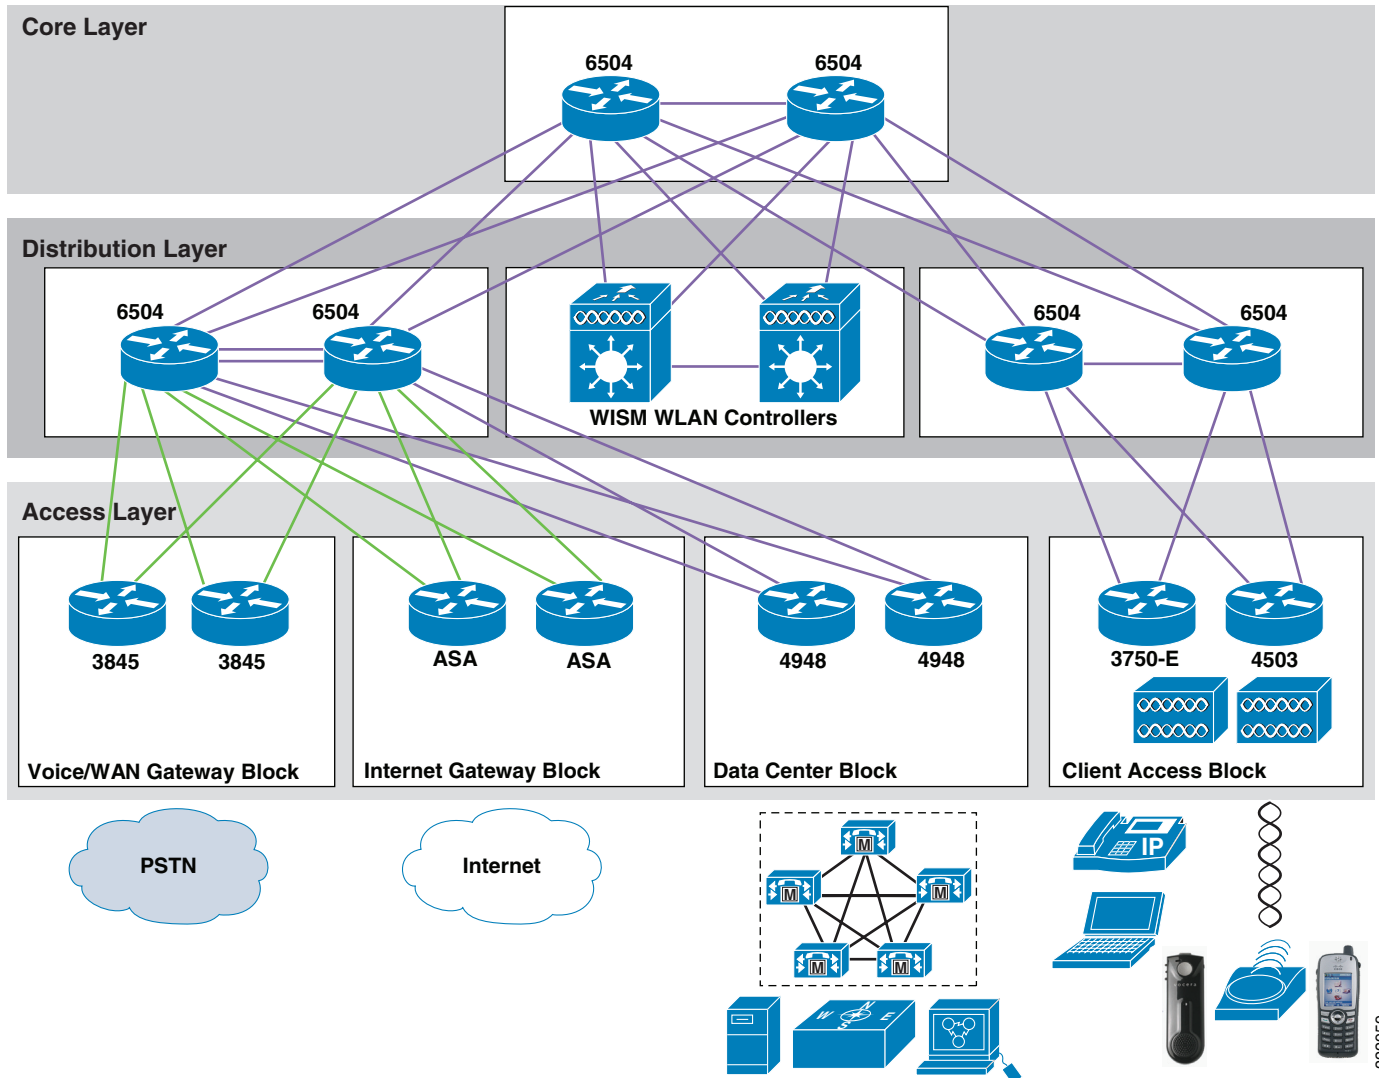 Core Layer
6504
6504
Distribution Layer
6504
6504
6504
6504
WISM WLAN Controllers
Access Layer
3845
3845
ASA
ASA
4948
4948
3750-E
4503
Voice/WAN Gateway Block
Internet Gateway Block
Data Center Block
Client Access Block
PSTN
Internet
M
M
M
M
M
IP
N
W
E
S
vocera